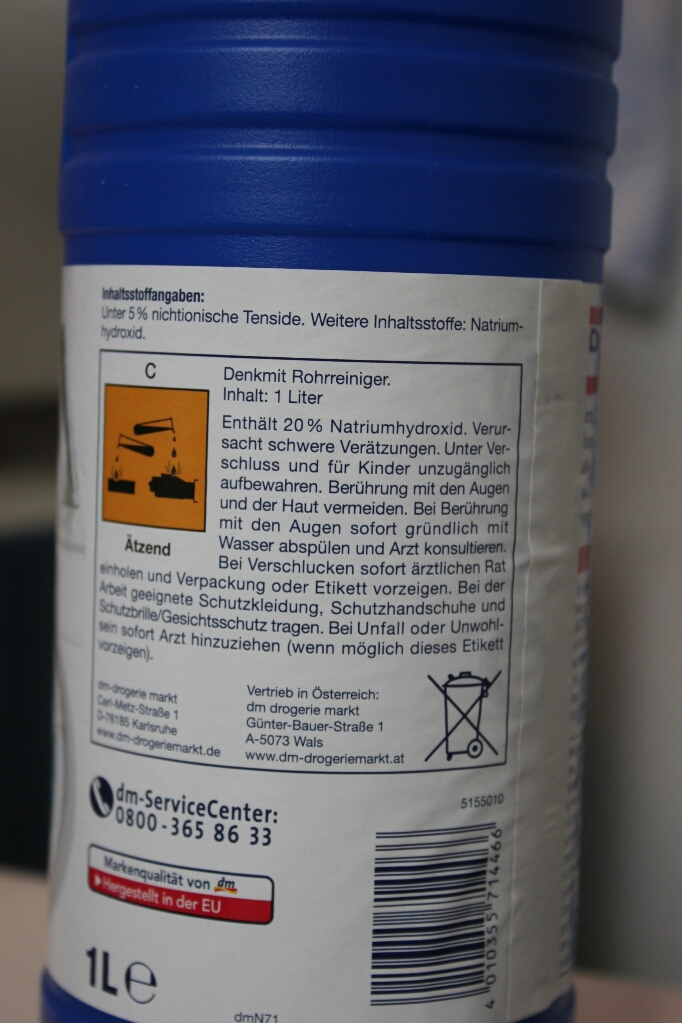 Inhaltsstoffangaben:
Unter 5 % nichtionische Tenside. Weitere Inhaltsstoffe: Natrium-
hydroxid.
C
Denkmit Rohrreiniger.
Inhalt: 1 Liter
Enthält 20 % Natriumhydroxid. Verur-
sacht schwere Verätzungen. Unter Ver-
schluss und für Kinder unzugänglich
aufbewahren. Berührung mit den Augen
und der Haut vermeiden. Bei Berührung
mit den Augen sofort gründlich mit
Wasser abspülen und Arzt konsultieren.
Ätzend
Bei Verschlucken sofort ärztlichen Rat
einholen und Verpackung oder Etikett vorzeigen. Bei der
Arbeit geeignete Schutzkleidung, Schutzhandschuhe und
Schutzbrille/Gesichtsschutz tragen. Bei Unfall oder Unwohl-
sein sofort Arzt hinzuziehen (wenn möglich dieses Etikett
vorzeigen).
dm-drogerie markt
Carl-Metz-Straße 1
D-76185 Karlsruhe
www.dm-drogeriemarkt.de
Vertrieb in Österreich:
dm drogerie markt
Günter-Bauer-Straße 1
A-5073 Wals
www.dm-drogeriemarkt.at
dm-ServiceCenter:
0800-365 86 33
5155010
Markenqualität von dm
Hergestellt in der EU
1L e
4 010355 714466
dmN71